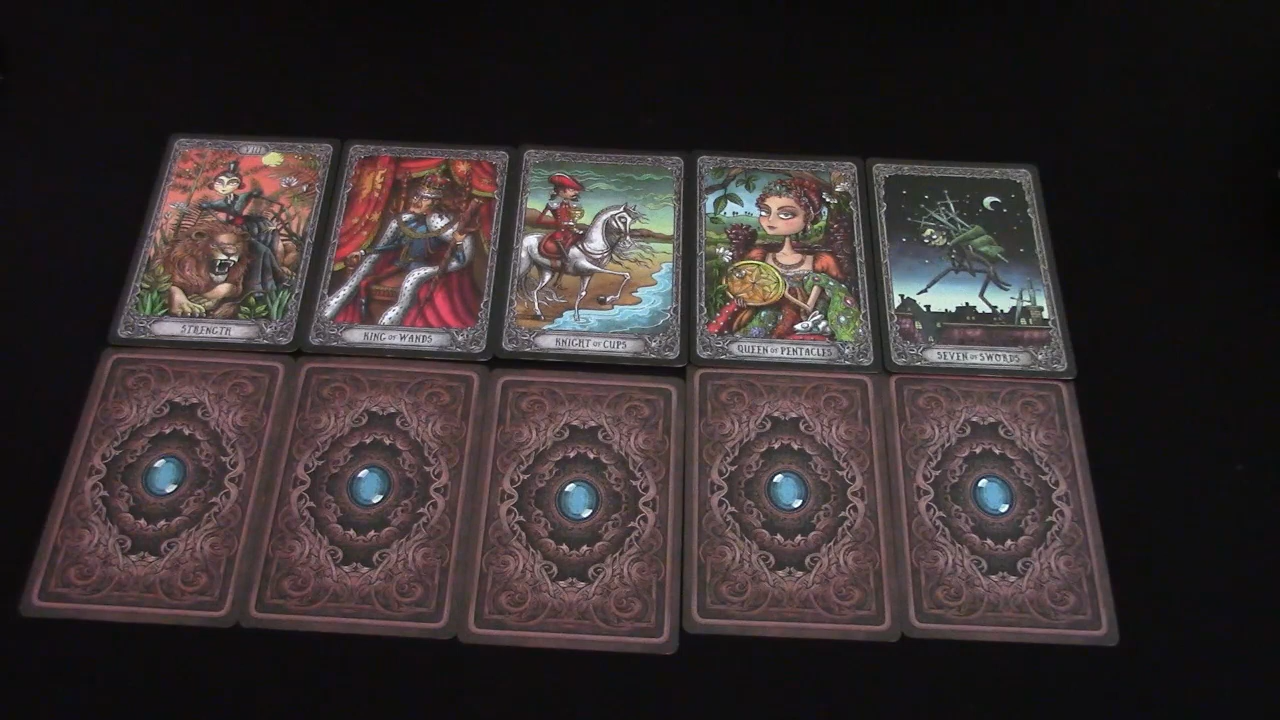 VIII
STRENGTH
KING OF WANDS
KNIGHT OF CUPS
QUEEN OF PENTACLES
SEVEN OF SWORDS